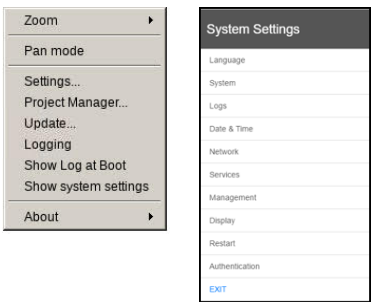 Zoom
Pan mode
Settings...
Project Manager...
Update...
Logging
Show Log at Boot
Show system settings
About
System Settings
Language
System
Logs
Date & Time
Network
Services
Management
Display
Restart
Authentication
EXIT